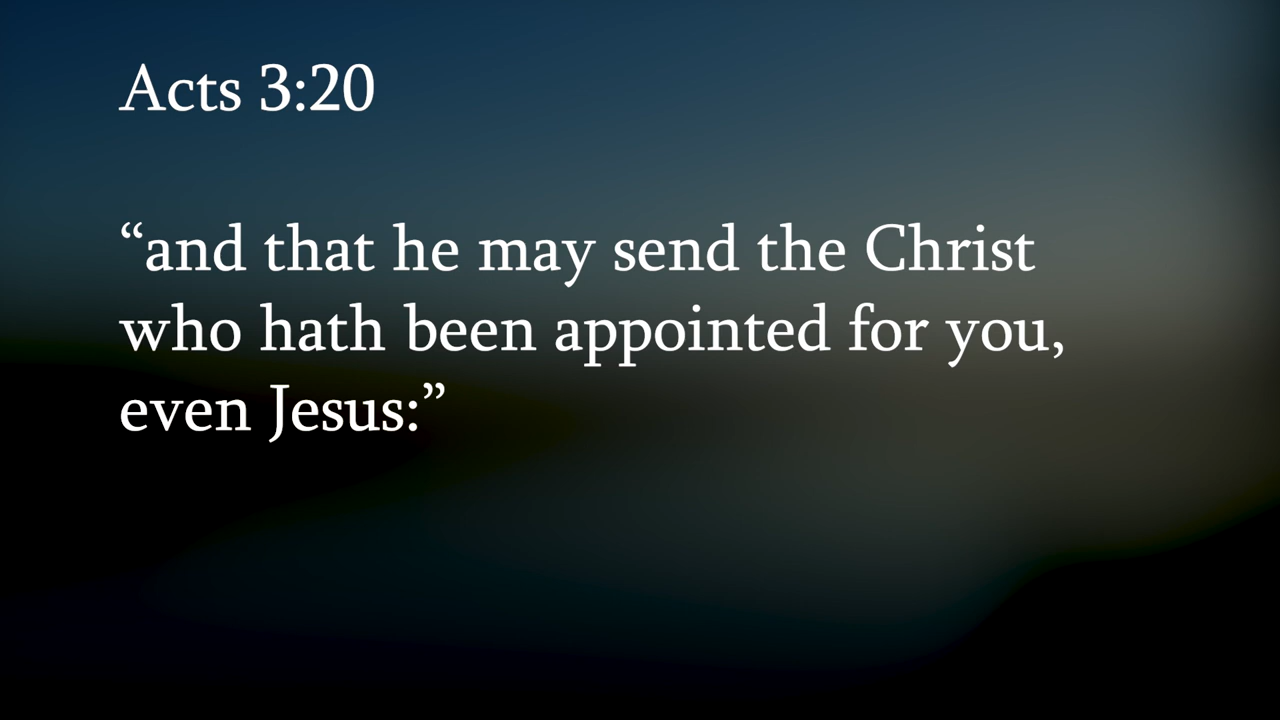 Acts 3:20
“and that he may send the Christ
who hath been appointed for you,
even Jesus:”